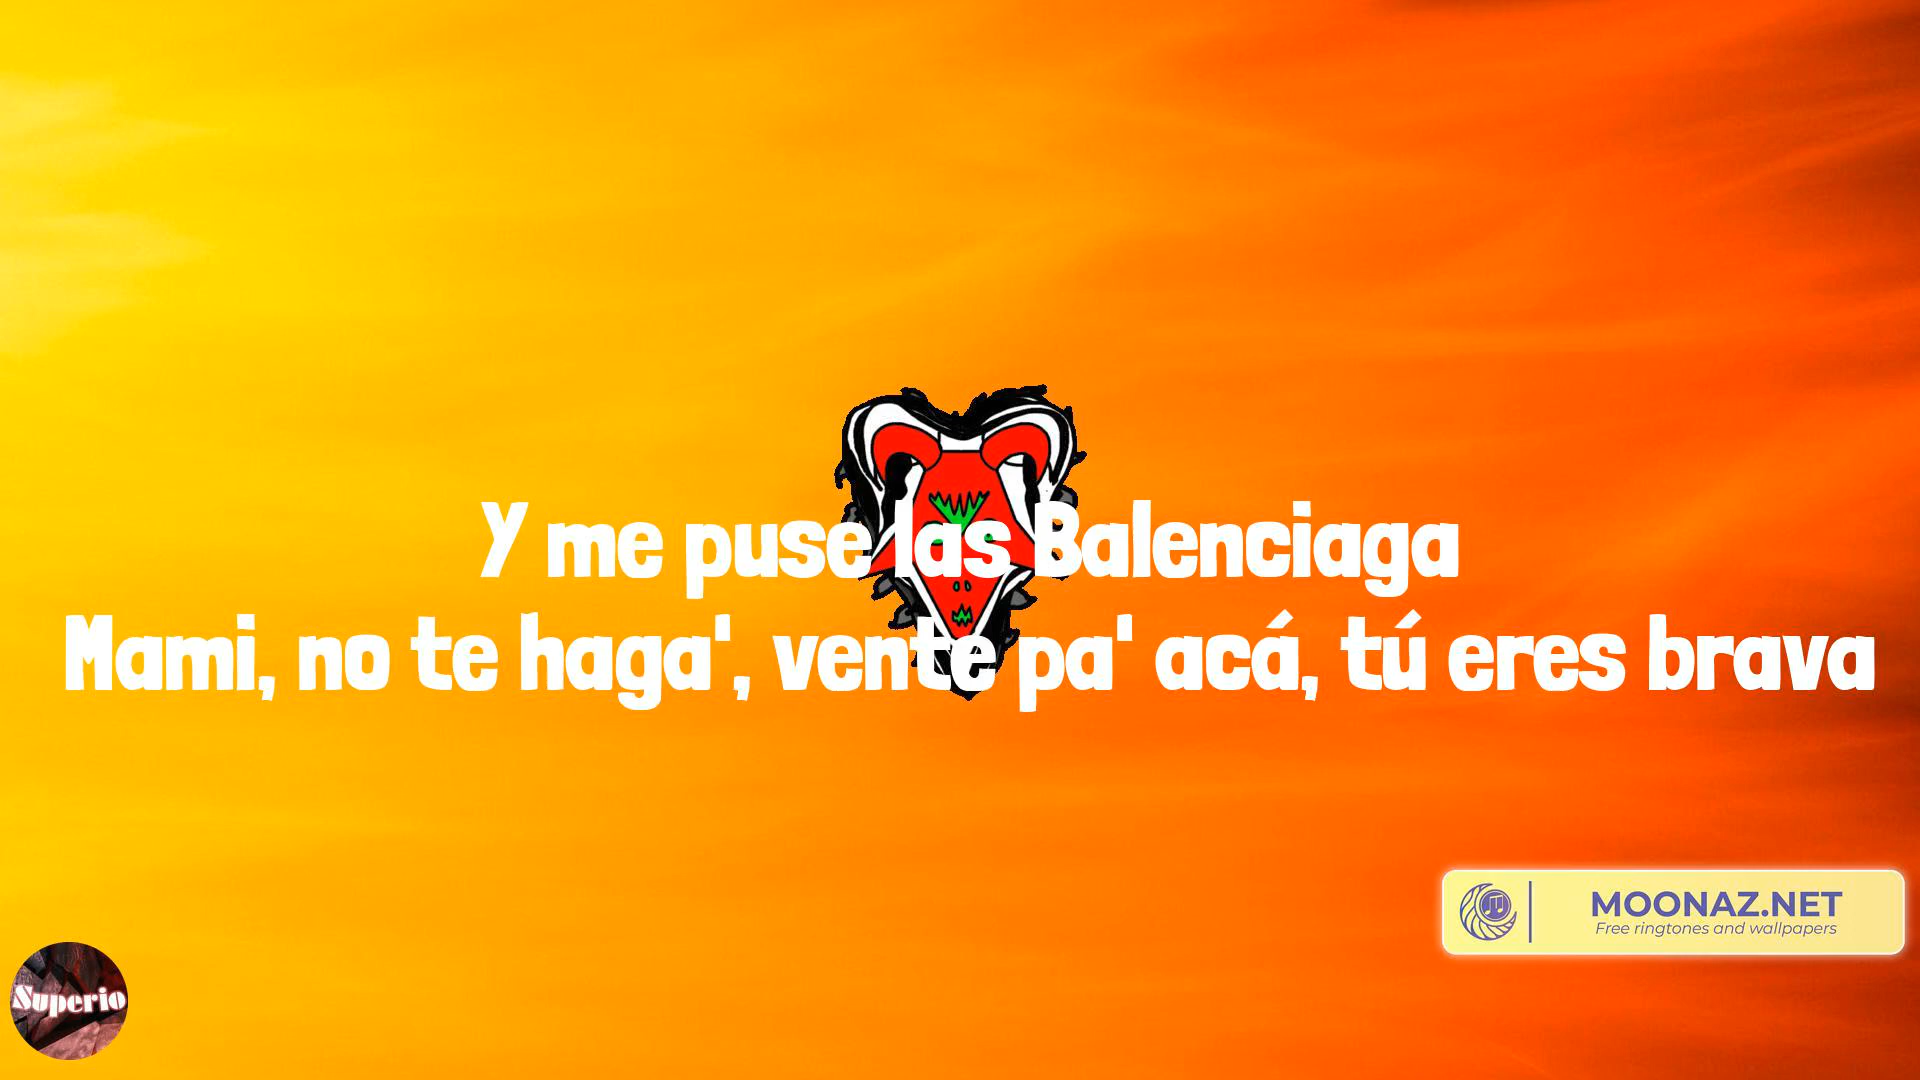 Y me puse las Balenciaga
Mami, no te haga', vente pa' acá, tú eres brava
MOONAZ.NET
Free ringtones and wallpapers
Superio